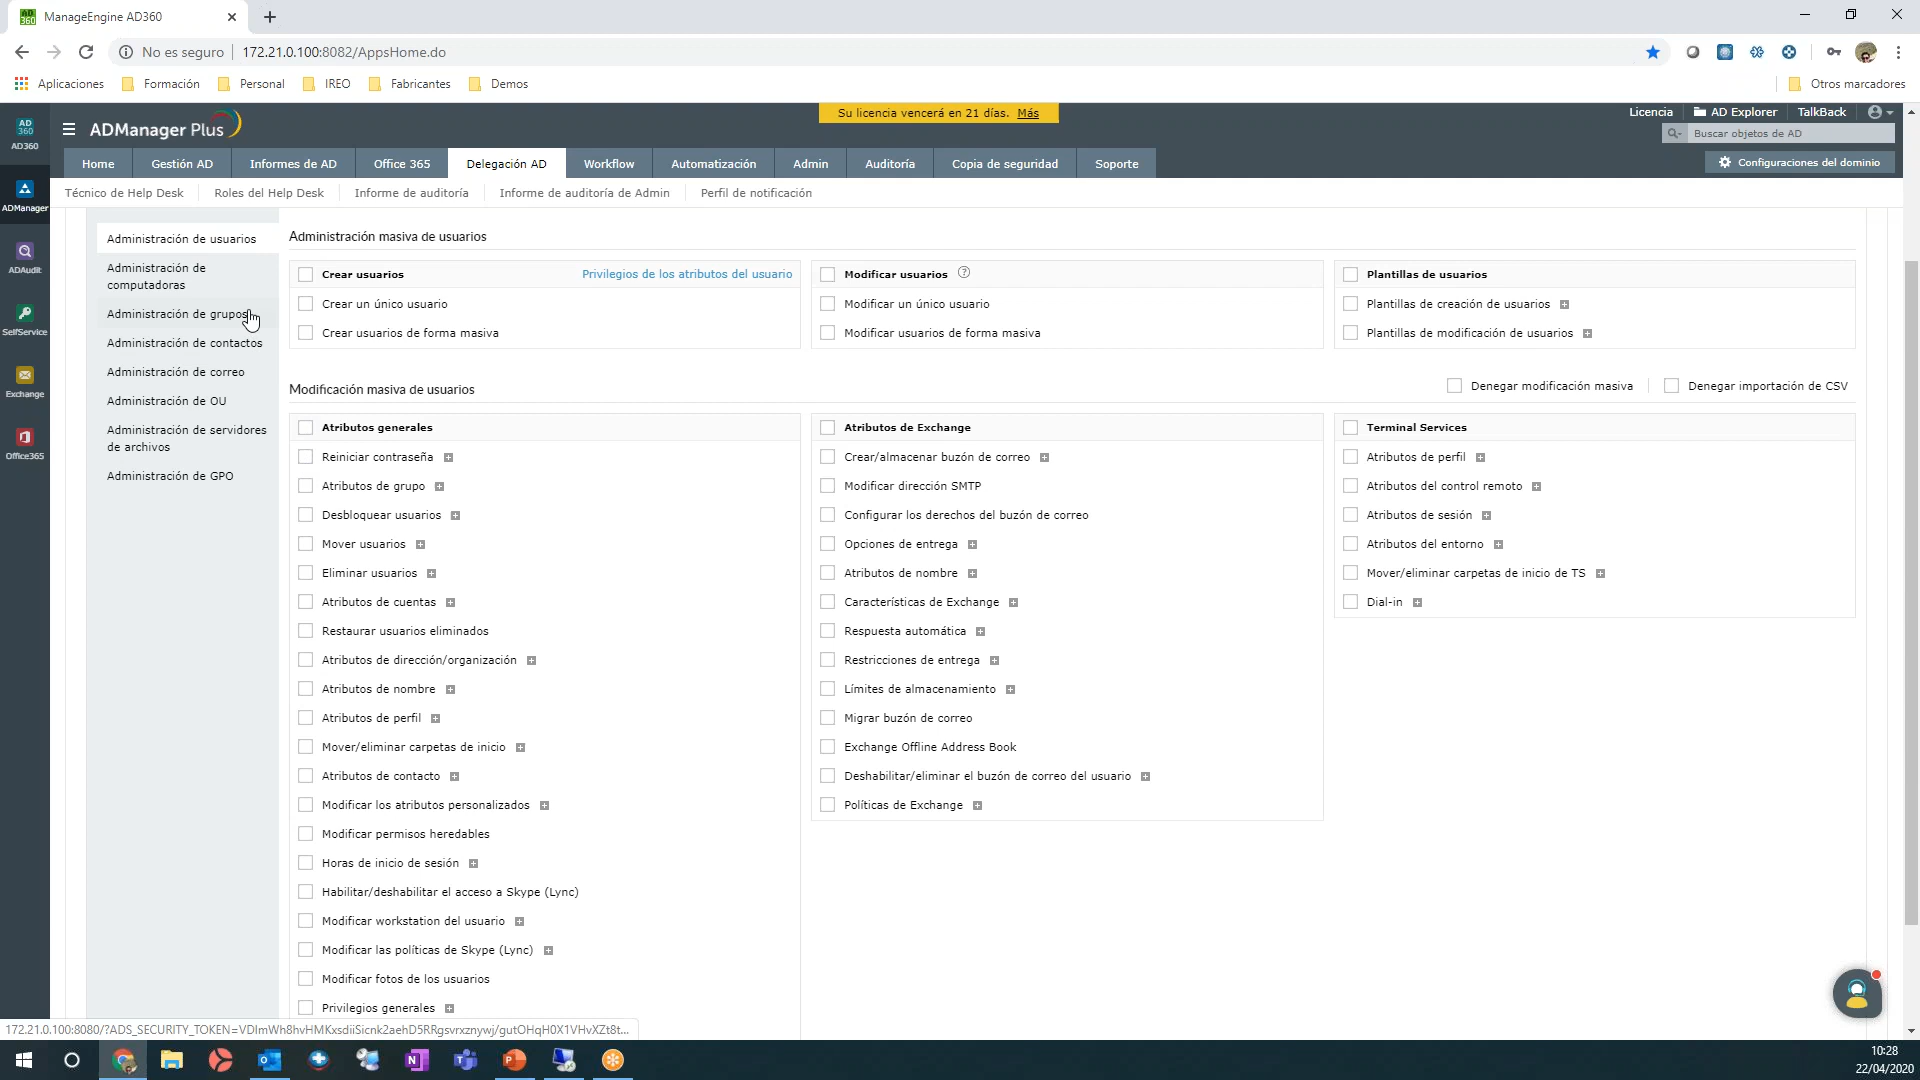 ManageEngine AD360
No es seguro 172.21.0.100:8082/AppsHome.do
Aplicaciones Formación Personal IREO Fabricantes Demos Otros marcadores
AD360
ADManager
ADAudit
SelfService
Exchange
Office365
ADManager Plus
Su licencia vencerá en 21 días. Más
Licencia AD Explorer TalkBack
Buscar objetos de AD
Home Gestión AD Informes de AD Office 365 Delegación AD Workflow Automatización Admin Auditoría Copia de seguridad Soporte
Configuraciones del dominio
Técnico de Help Desk Roles del Help Desk Informe de auditoría Informe de auditoría de Admin Perfil de notificación
Administración de usuarios
Administración de
computadoras
Administración de grupos
Administración de contactos
Administración de correo
Administración de OU
Administración de servidores
de archivos
Administración de GPO
Administración masiva de usuarios
Crear usuarios Privilegios de los atributos del usuario
Crear un único usuario
Crear usuarios de forma masiva
Modificar usuarios ?
Modificar un único usuario
Modificar usuarios de forma masiva
Plantillas de usuarios
Plantillas de creación de usuarios
Plantillas de modificación de usuarios
Modificación masiva de usuarios
Denegar modificación masiva Denegar importación de CSV
Atributos generales
Reiniciar contraseña
Atributos de grupo
Desbloquear usuarios
Mover usuarios
Eliminar usuarios
Atributos de cuentas
Restaurar usuarios eliminados
Atributos de dirección/organización
Atributos de nombre
Atributos de perfil
Mover/eliminar carpetas de inicio
Atributos de contacto
Modificar los atributos personalizados
Modificar permisos heredables
Horas de inicio de sesión
Habilitar/deshabilitar el acceso a Skype (Lync)
Modificar workstation del usuario
Modificar las políticas de Skype (Lync)
Modificar fotos de los usuarios
Privilegios generales
Atributos de Exchange
Crear/almacenar buzón de correo
Modificar dirección SMTP
Configurar los derechos del buzón de correo
Opciones de entrega
Atributos de nombre
Características de Exchange
Respuesta automática
Restricciones de entrega
Límites de almacenamiento
Migrar buzón de correo
Exchange Offline Address Book
Deshabilitar/eliminar el buzón de correo del usuario
Políticas de Exchange
Terminal Services
Atributos de perfil
Atributos del control remoto
Atributos de sesión
Atributos del entorno
Mover/eliminar carpetas de inicio de TS
Dial-in
10:28
22/04/2020